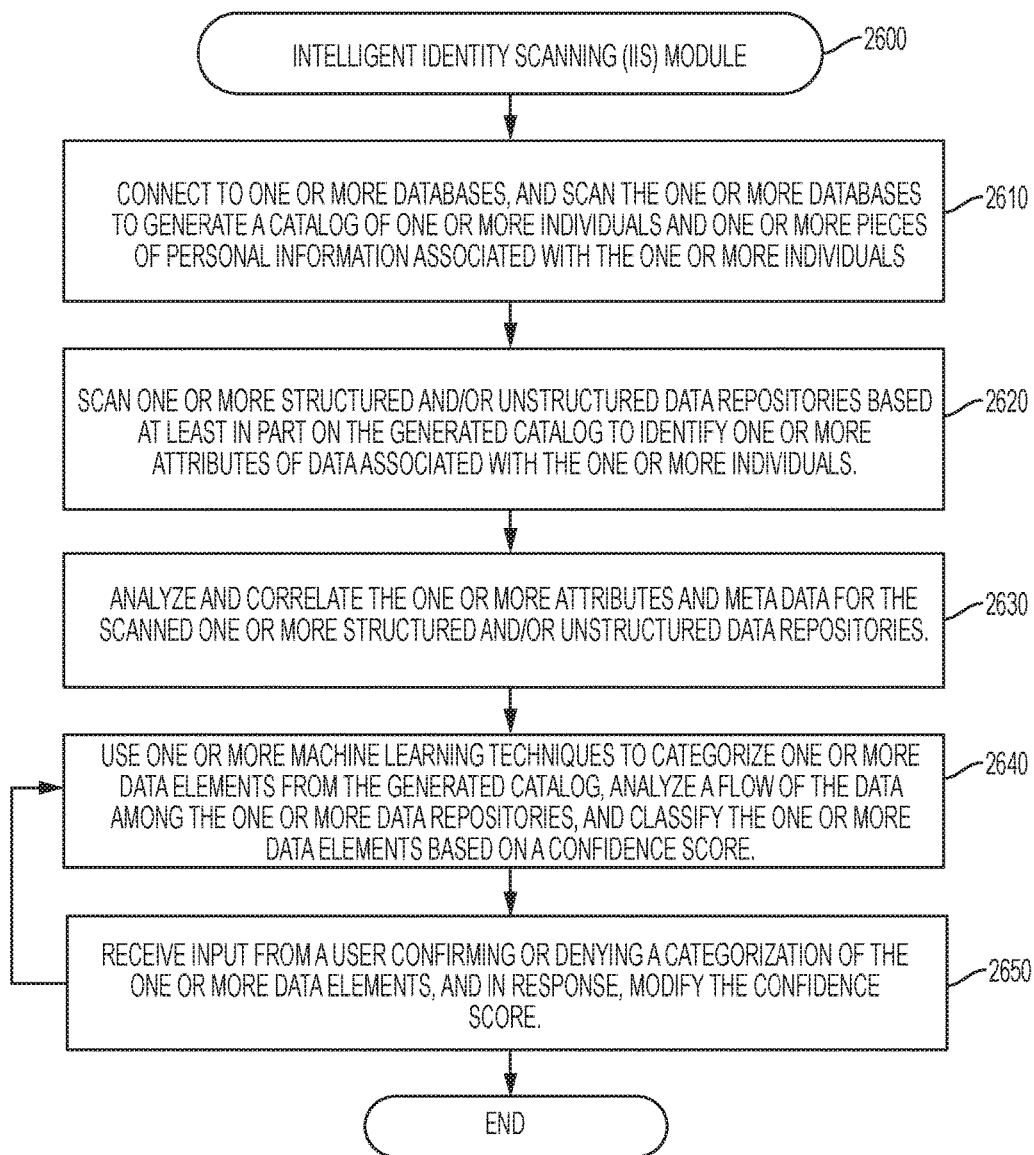 INTELLIGENT IDENTITY SCANNING (IIS) MODULE
2600
CONNECT TO ONE OR MORE DATABASES, AND SCAN THE ONE OR MORE DATABASES
TO GENERATE A CATALOG OF ONE OR MORE INDIVIDUALS AND ONE OR MORE PIECES
OF PERSONAL INFORMATION ASSOCIATED WITH THE ONE OR MORE INDIVIDUALS
2610
SCAN ONE OR MORE STRUCTURED AND/OR UNSTRUCTURED DATA REPOSITORIES BASED
AT LEAST IN PART ON THE GENERATED CATALOG TO IDENTIFY ONE OR MORE
ATTRIBUTES OF DATA ASSOCIATED WITH THE ONE OR MORE INDIVIDUALS.
2620
ANALYZE AND CORRELATE THE ONE OR MORE ATTRIBUTES AND META DATA FOR THE
SCANNED ONE OR MORE STRUCTURED AND/OR UNSTRUCTURED DATA REPOSITORIES.
2630
USE ONE OR MORE MACHINE LEARNING TECHNIQUES TO CATEGORIZE ONE OR MORE
DATA ELEMENTS FROM THE GENERATED CATALOG, ANALYZE A FLOW OF THE DATA
AMONG THE ONE OR MORE DATA REPOSITORIES, AND CLASSIFY THE ONE OR MORE
DATA ELEMENTS BASED ON A CONFIDENCE SCORE.
2640
RECEIVE INPUT FROM A USER CONFIRMING OR DENYING A CATEGORIZATION OF THE
ONE OR MORE DATA ELEMENTS, AND IN RESPONSE, MODIFY THE CONFIDENCE
SCORE.
2650
END